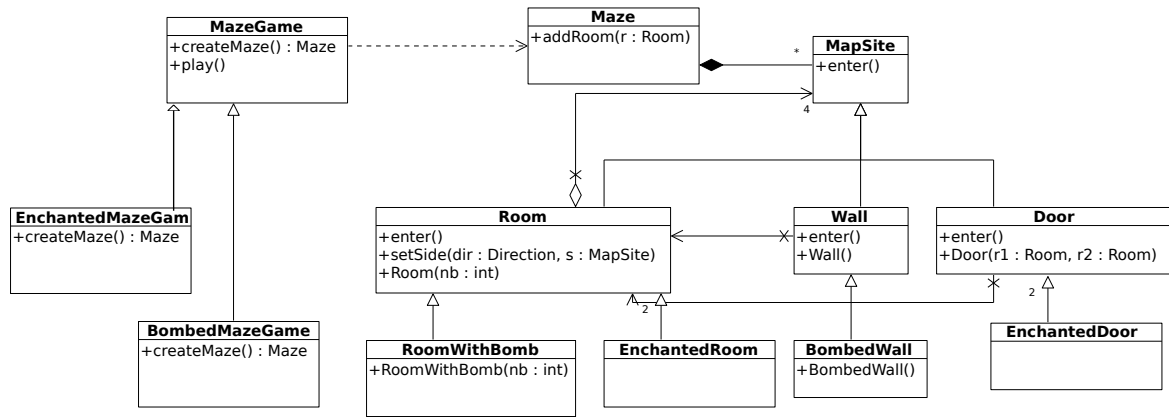 MazeGame
+createMaze() : Maze
+play()
Maze
+addRoom(r : Room)
*
MapSite
+enter()
4
EnchantedMazeGam
+createMaze() : Maze
Room
+enter()
+setSide(dir : Direction, s : MapSite)
+Room(nb : int)
Wall
+enter()
+Wall()
Door
+enter()
+Door(r1 : Room, r2 : Room)
2
2
BombedMazeGame
+createMaze() : Maze
RoomWithBomb
+RoomWithBomb(nb : int)
EnchantedRoom
BombedWall
+BombedWall()
EnchantedDoor